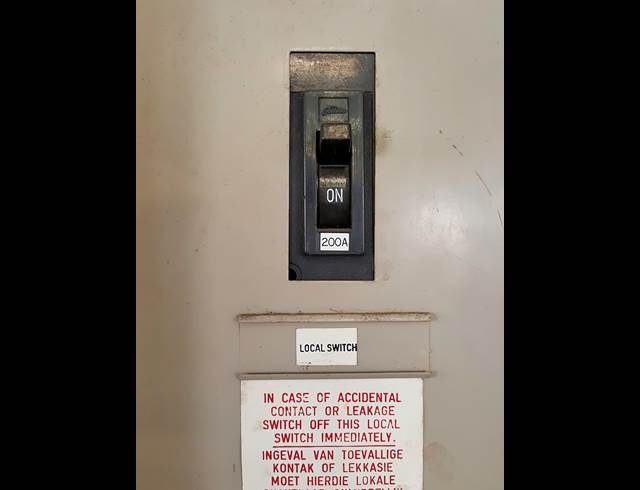 ON
200A
LOCAL SWITCH
IN CASE OF ACCIDENTAL
CONTACT OR LEAKAGE
SWITCH OFF THIS LOCAL
SWITCH IMMEDIATELY.
INGEVAL VAN TOEVALLIGE
KONTAK OF LEKKASIE
MOET HIERDIE LOKALE